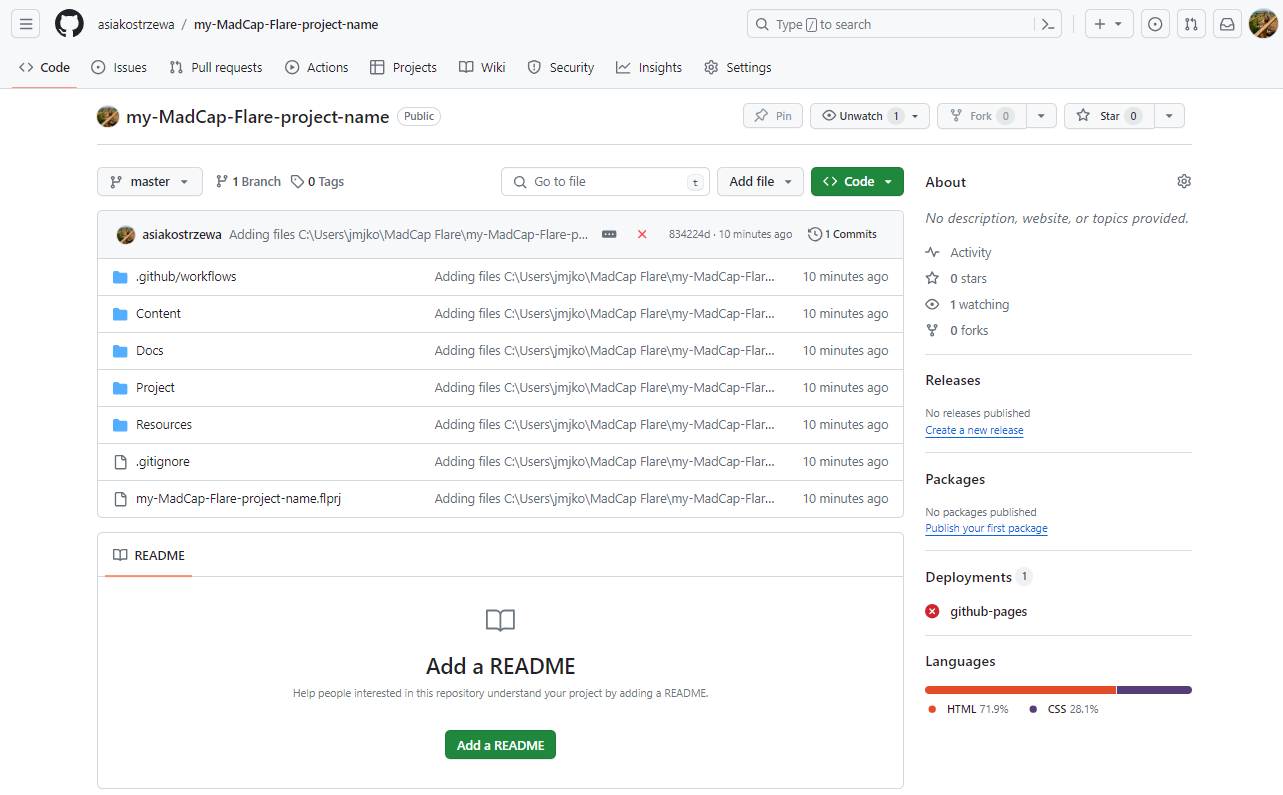 asiakostrzewa / my-MadCap-Flare-project-name
Type / to search
Code Issues Pull requests Actions Projects Wiki Security Insights Settings
my-MadCap-Flare-project-name Public
Pin Unwatch 1 Fork 0 Star 0
master 1 Branch 0 Tags Go to file t Add file Code
asiakostrzewa Adding files C:\Users\jmjko\MadCap Flare\my-MadCap-Flare-p... 834224d · 10 minutes ago 1 Commits
.github/workflows Adding files C:\Users\jmjko\MadCap Flare\my-MadCap-Flar... 10 minutes ago
Content Adding files C:\Users\jmjko\MadCap Flare\my-MadCap-Flar... 10 minutes ago
Docs Adding files C:\Users\jmjko\MadCap Flare\my-MadCap-Flar... 10 minutes ago
Project Adding files C:\Users\jmjko\MadCap Flare\my-MadCap-Flar... 10 minutes ago
Resources Adding files C:\Users\jmjko\MadCap Flare\my-MadCap-Flar... 10 minutes ago
.gitignore Adding files C:\Users\jmjko\MadCap Flare\my-MadCap-Flar... 10 minutes ago
my-MadCap-Flare-project-name.flprj Adding files C:\Users\jmjko\MadCap Flare\my-MadCap-Flar... 10 minutes ago
README
Add a README
Help people interested in this repository understand your project by adding a README.
Add a README
About
No description, website, or topics provided.
Activity
0 stars
1 watching
0 forks
Releases
No releases published
Create a new release
Packages
No packages published
Publish your first package
Deployments 1
github-pages
Languages
HTML 71.9% CSS 28.1%